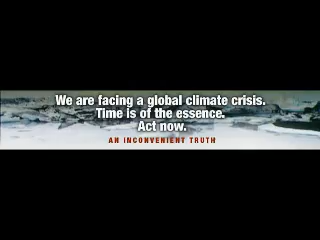 We are facing a global climate crisis.
Time is of the essence.
Act now.
AN INCONVENIENT TRUTH